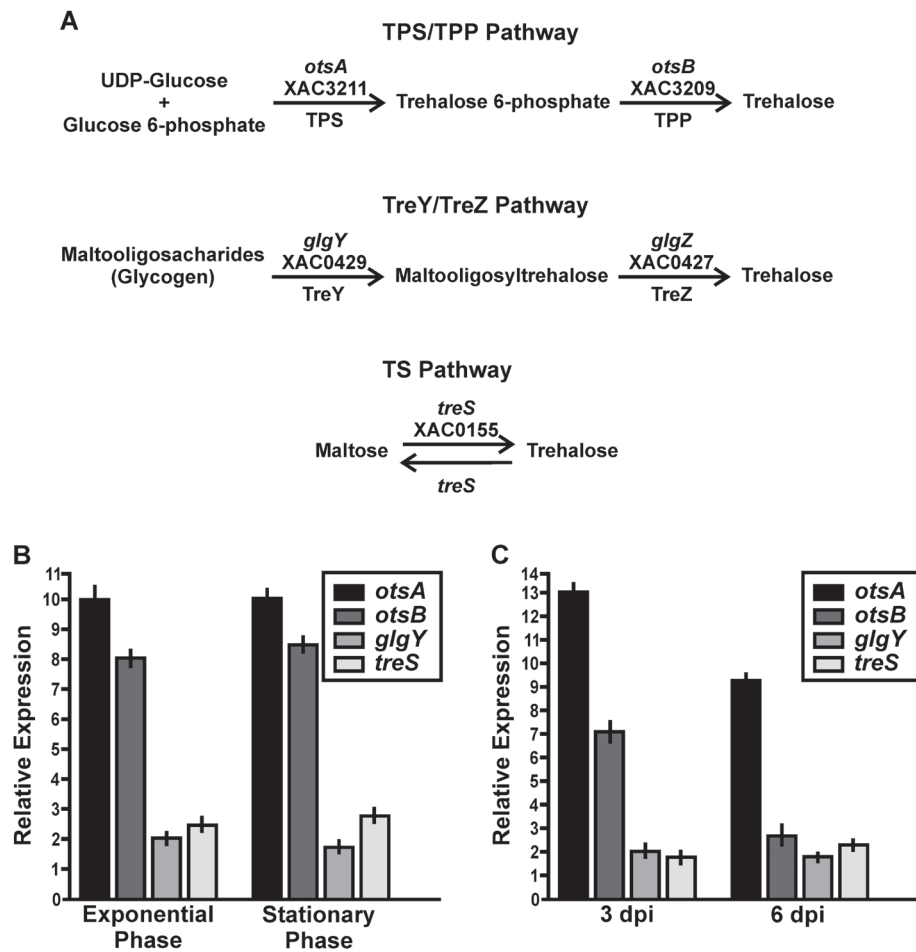 A
TPS/TPP Pathway
UDP-Glucose
+
Glucose 6-phosphate
otsA
XAC3211
TPS
Trehalose 6-phosphate
otsB
XAC3209
TPP
Trehalose
TreY/TreZ Pathway
Maltooligosacharides
(Glycogen)
glgY
XAC0429
TreY
Maltooligosyltrehalose
glgZ
XAC0427
TreZ
Trehalose
TS Pathway
Maltose
treS
XAC0155
treS
Trehalose
B
Relative Expression
11
10
9
8
7
6
5
4
3
2
1
0
otsA
otsB
glgY
treS
Exponential
Phase
Stationary
Phase
C
Relative Expression
14
13
12
11
10
9
8
7
6
5
4
3
2
1
0
otsA
otsB
glgY
treS
3 dpi
6 dpi